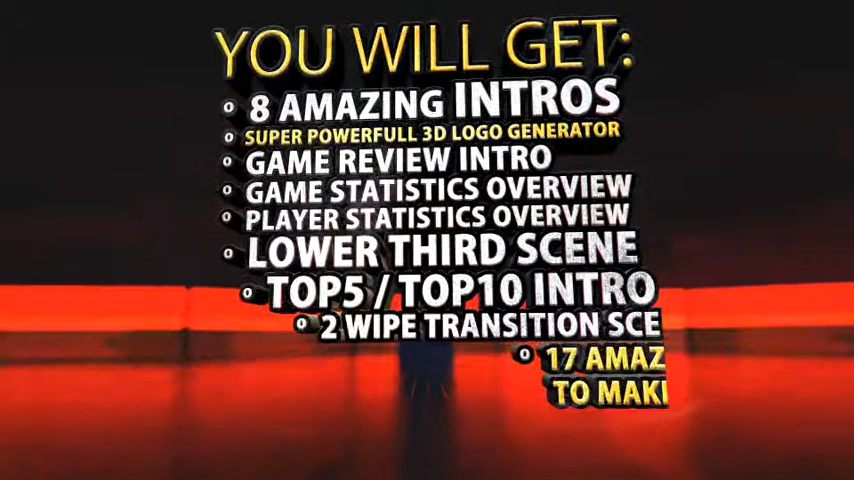 YOU WILL GET:
o 8 AMAZING INTROS
o SUPER POWERFULL 3D LOGO GENERATOR
o GAME REVIEW INTRO
o GAME STATISTICS OVERVIEW
o PLAYER STATISTICS OVERVIEW
o LOWER THIRD SCENE
o TOP5 / TOP10 INTRO
o 2 WIPE TRANSITION SCE
o 17 AMAZ
TO MAKI